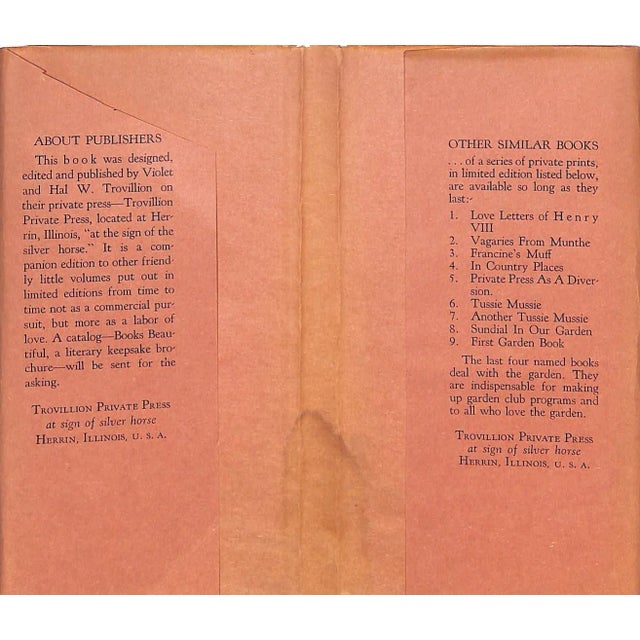 ABOUT PUBLISHERS
This book was designed,
edited and published by Violet
and Hal W. Trovillion on
their private press—Trovillion
Private Press, located at Her-
rin, Illinois, "at the sign of the
silver horse." It is a com-
panion edition to other friend-
ly little volumes put out in
limited editions from time to
time not as a commercial pur-
suit, but more as a labor of
love. A catalog—Books Beau-
tiful, a literary keepsake bro-
chure—will be sent for the
asking.
TROVILLION PRIVATE PRESS
at sign of silver horse
HERRIN, ILLINOIS, U. S. A.
OTHER SIMILAR BOOKS
. . . of a series of private prints,
in limited edition listed below,
are available so long as they
last:-
1. Love Letters of Henry
VIII
2. Vagaries From Munthe
3. Francine's Muff
4. In Country Places
5. Private Press As A Diver-
sion.
6. Tussie Mussie
7. Another Tussie Mussie
8. Sundial In Our Garden
9. First Garden Book
The last four named books
deal with the garden. They
are indispensable for making
up garden club programs and
to all who love the garden.
TROVILLION PRIVATE PRESS
at sign of silver horse
HERRIN, ILLINOIS, U. S. A.